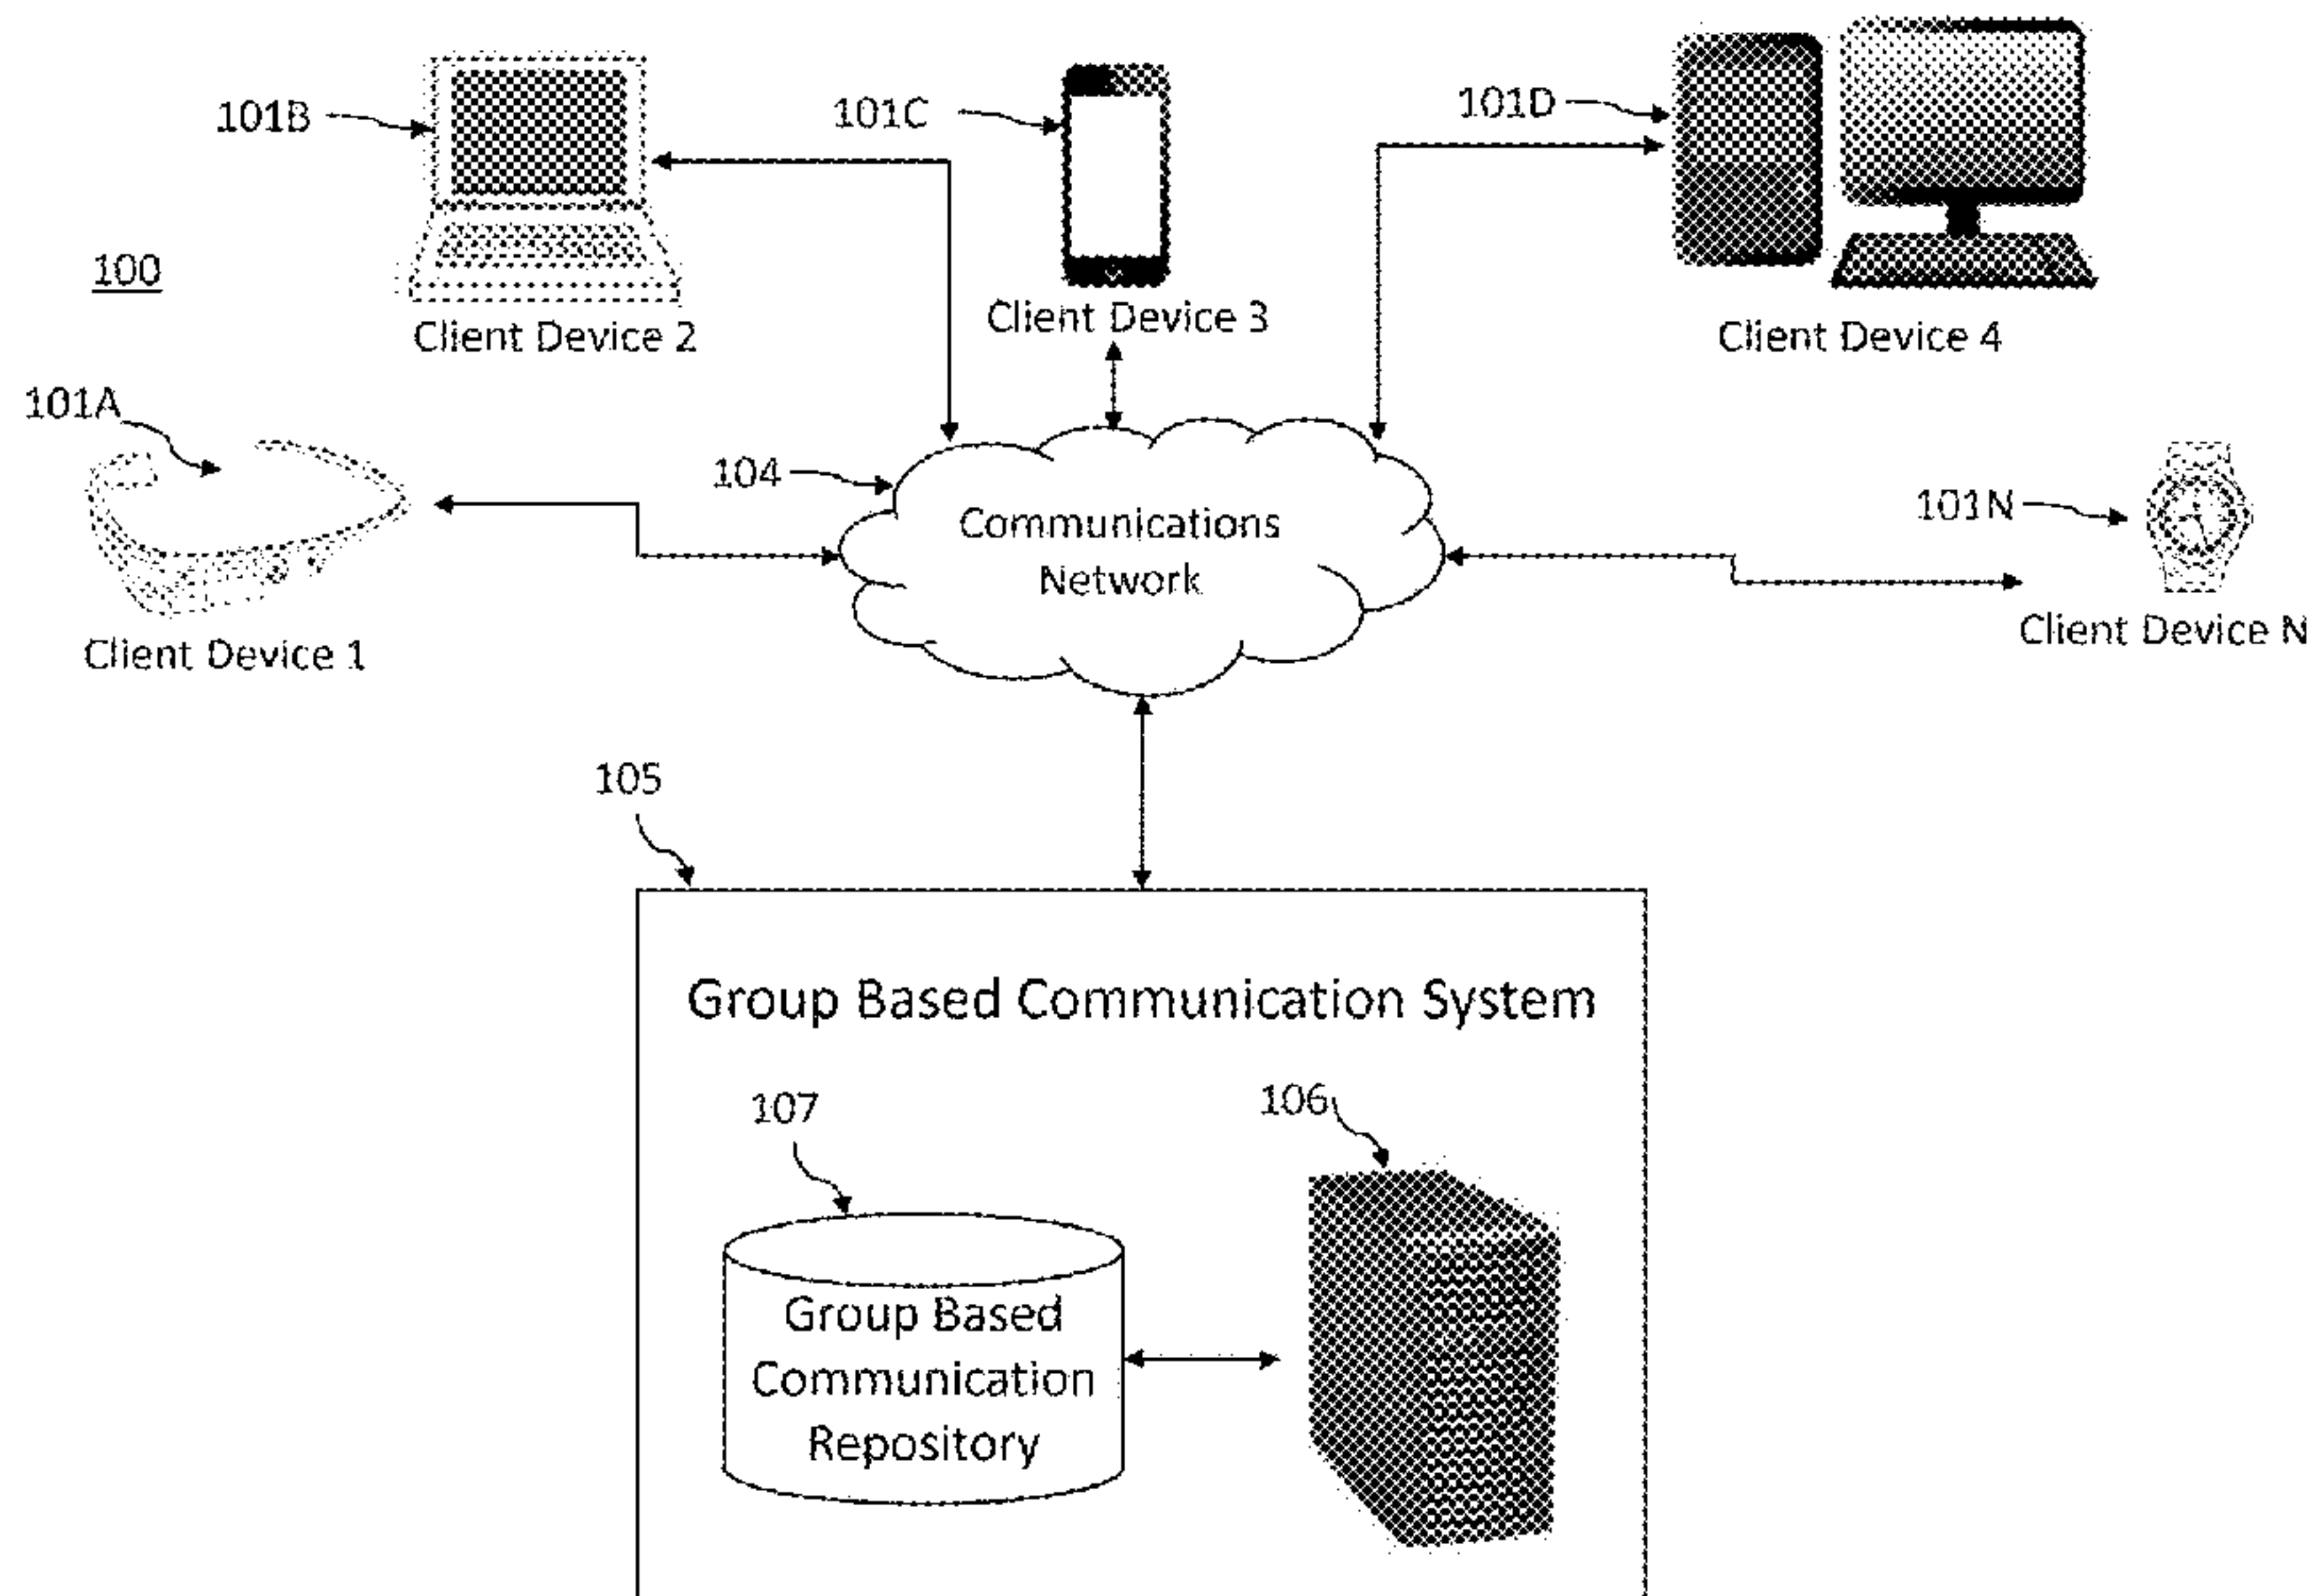 101B
101C
101D
100
Client Device 2
Client Device 3
Client Device 4
101A
104
Communications
Network
101N
Client Device 1
Client Device N
105
Group Based Communication System
107
106
Group Based
Communication
Repository